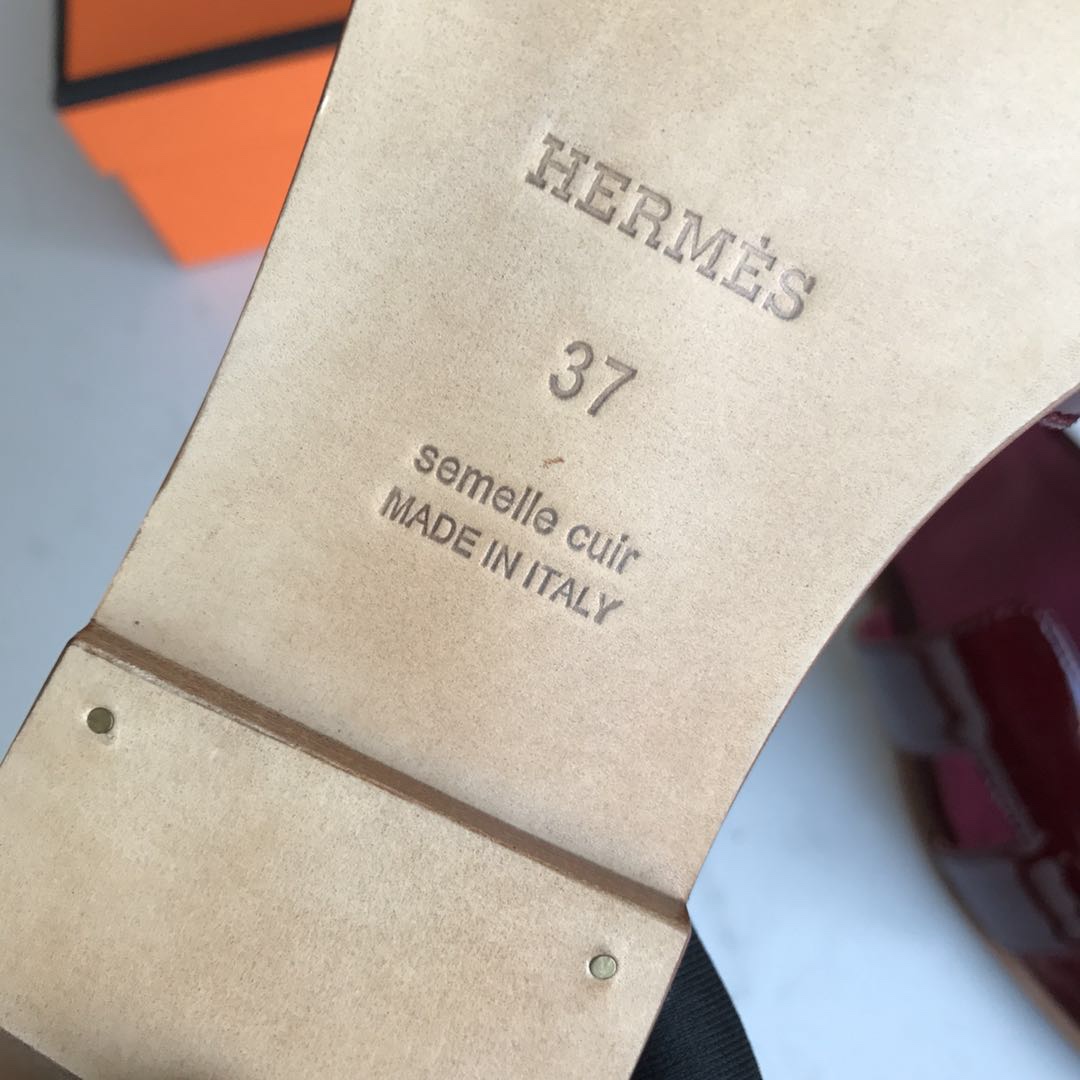 HERMÈS
37
semelle cuir
MADE IN ITALY